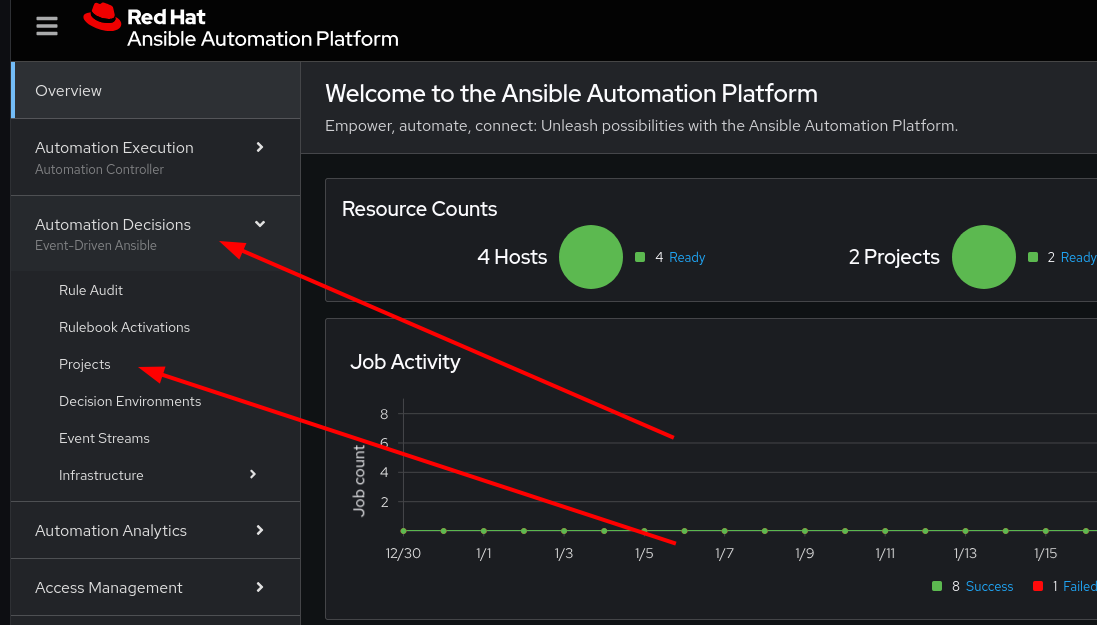 Red Hat
Ansible Automation Platform
Overview
Automation Execution
Automation Controller
Automation Decisions
Event-Driven Ansible
Rule Audit
Rulebook Activations
Projects
Decision Environments
Event Streams
Infrastructure
Automation Analytics
Access Management
Welcome to the Ansible Automation Platform
Empower, automate, connect: Unleash possibilities with the Ansible Automation Platform.
Resource Counts
4 Hosts
4 Ready
2 Projects
2 Ready
Job Activity
Job count
8
6
4
2
12/30 1/1 1/3 1/5 1/7 1/9 1/11 1/13 1/15
8 Success 1 Failed